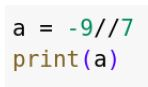 a = -9//7
print(a)